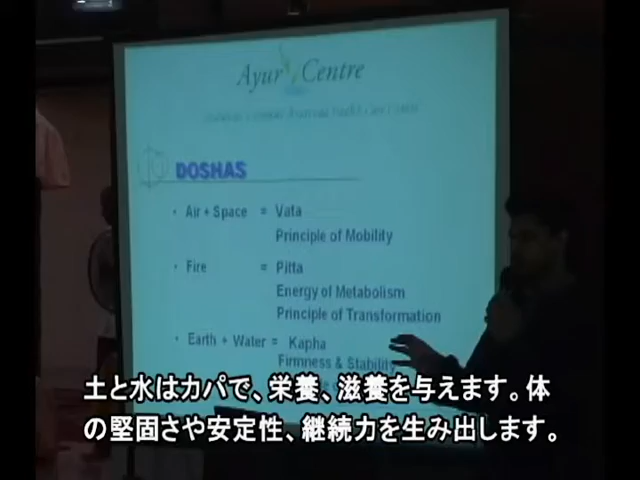 Ayur Centre
DOSHAS
• Air + Space = Vata
Principle of Mobility
• Fire = Pitta
Energy of Metabolism
Principle of Transformation
• Earth + Water = Kapha
Firmness & Stability
土と水はカパで、栄養、滋養を与えます。体
の堅固さや安定性、継続力を生み出します。